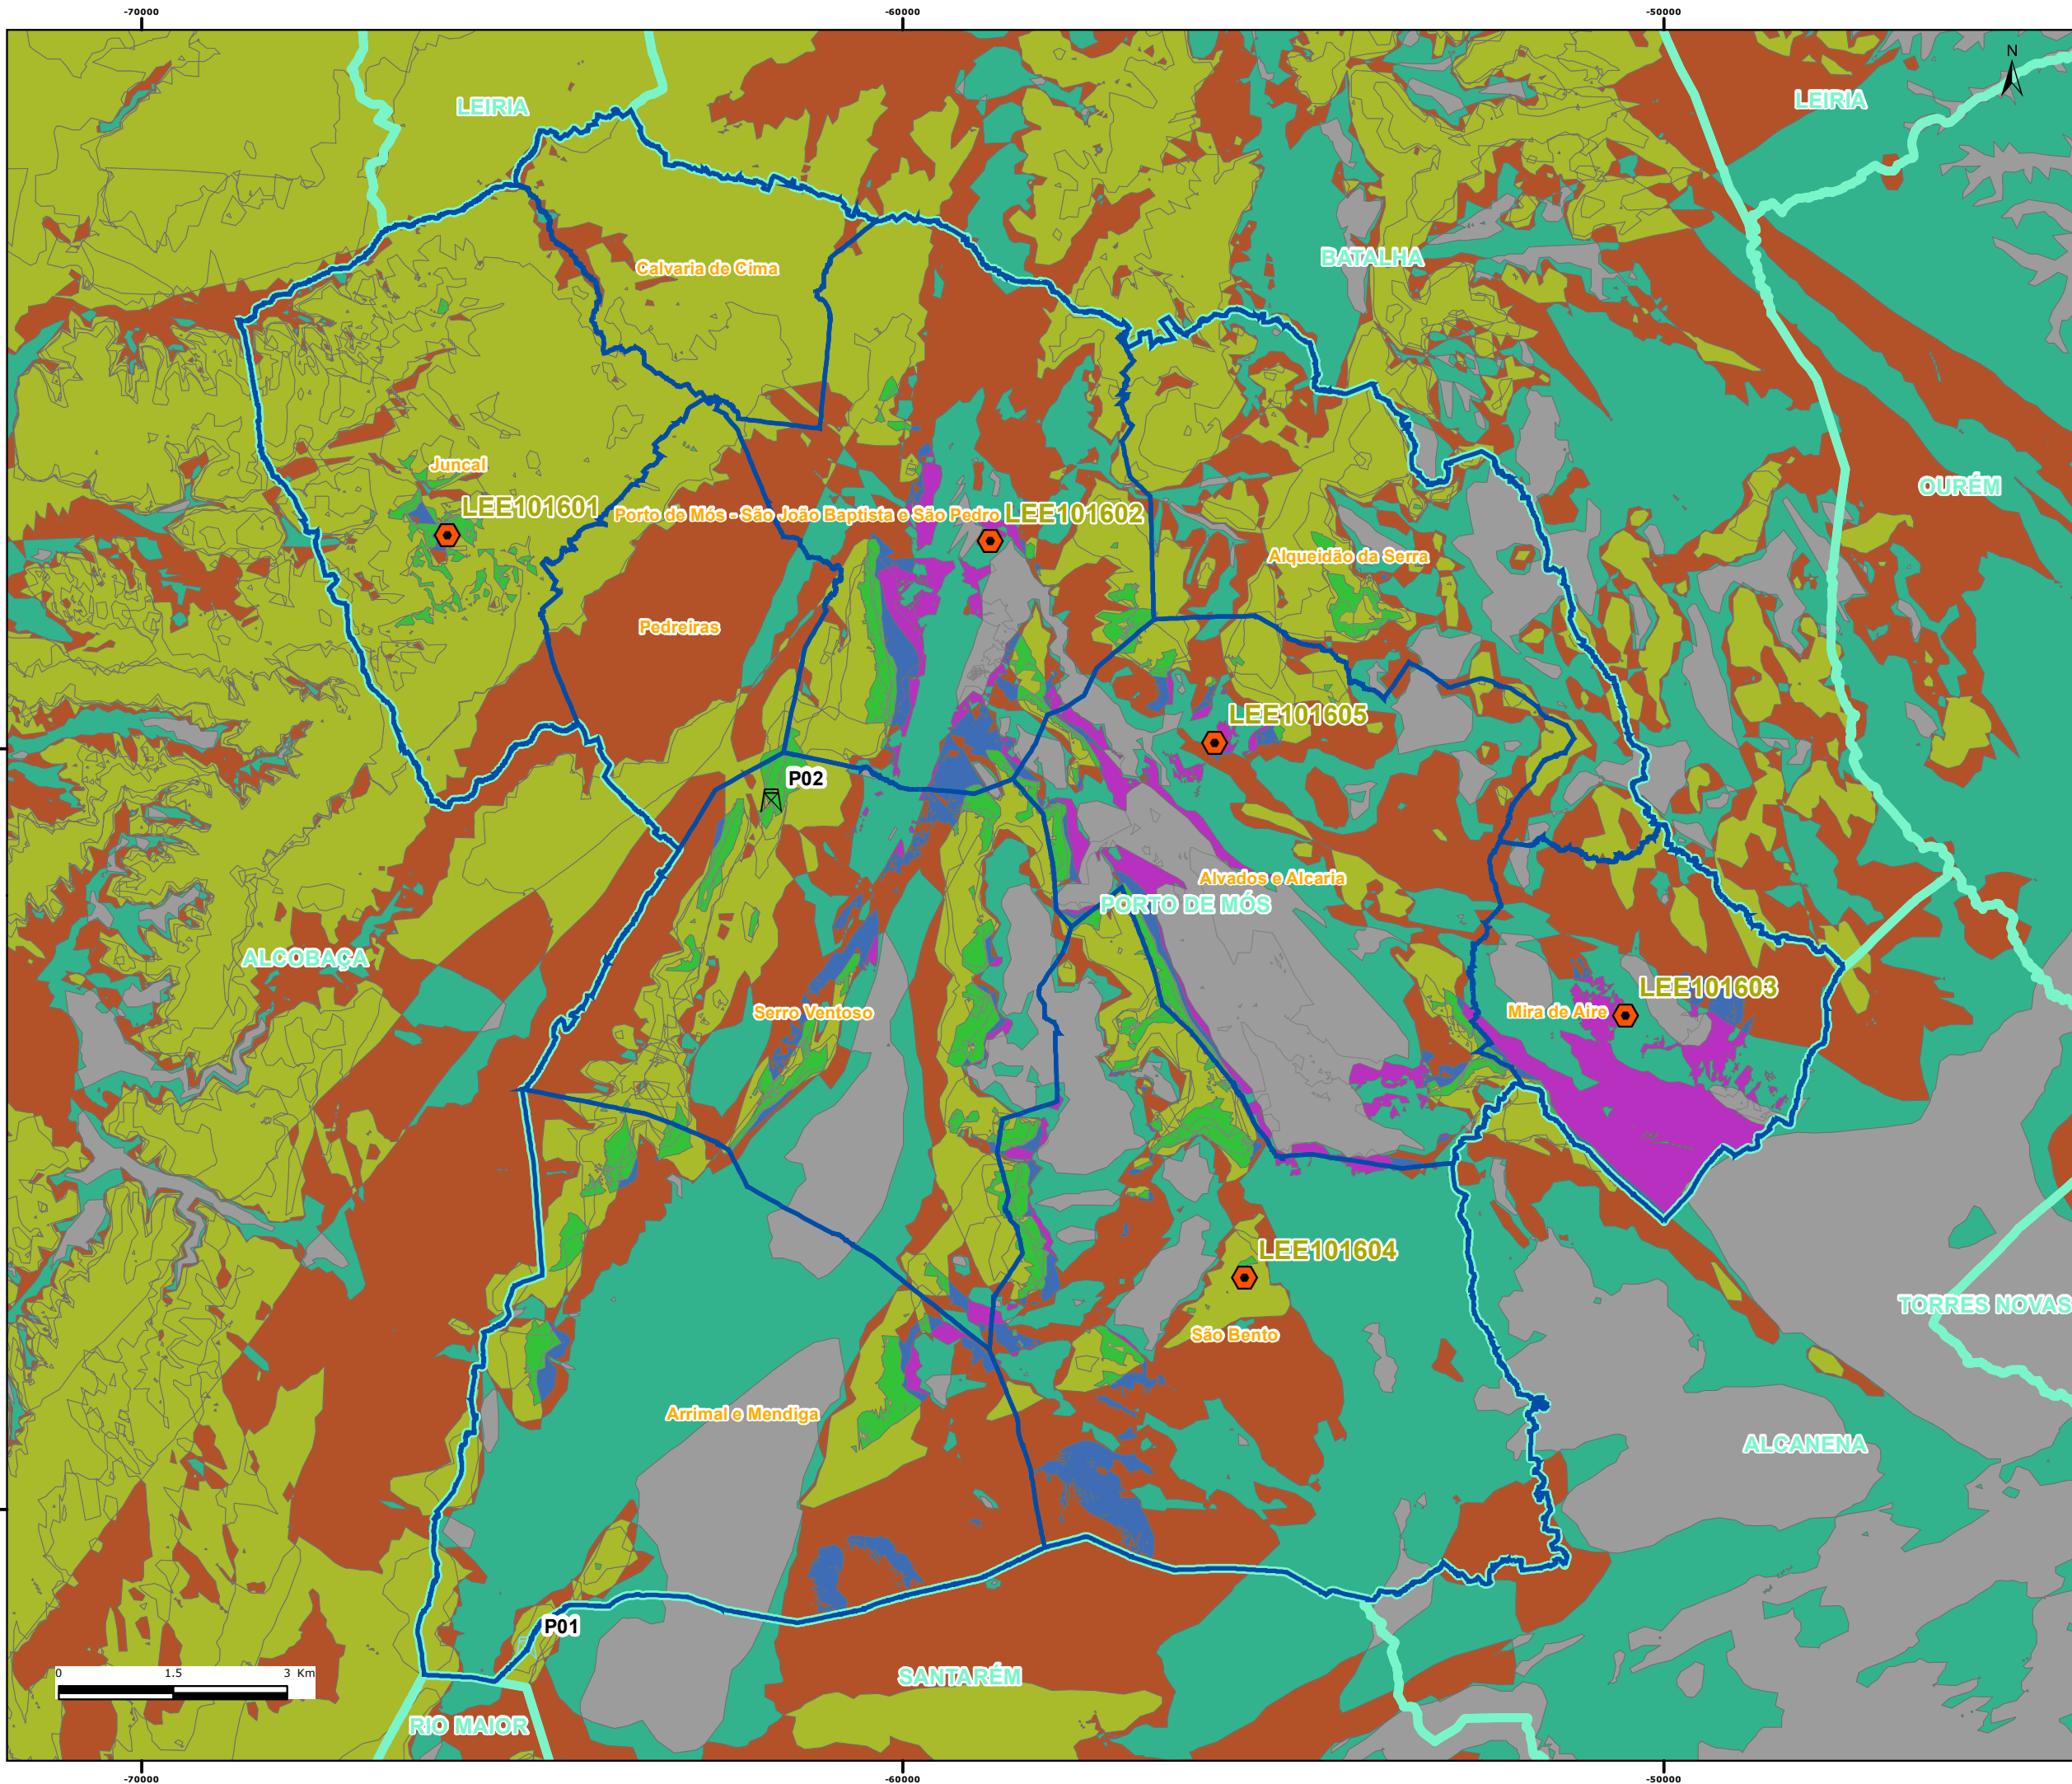 -70000
-60000
-50000
N
LEIRIA
LEIRIA
BATALHA
Calvaria de Cima
Juncal
OURÉM
LEE101601
Porto de Mós - São João Baptista e São Pedro
LEE101602
Alqueidão da Serra
Pedreiras
LEE101605
P02
Alvados e Alcaria
PORTO DE MÓS
ALCOBAÇA
LEE101603
Serro Ventoso
Mira de Aire
LEE101604
TORRES NOVAS
São Bento
Arrimal e Mendiga
ALCANENA
P01
0 1.5 3 Km
SANTARÉM
RIO MAIOR
-70000
-60000
-50000